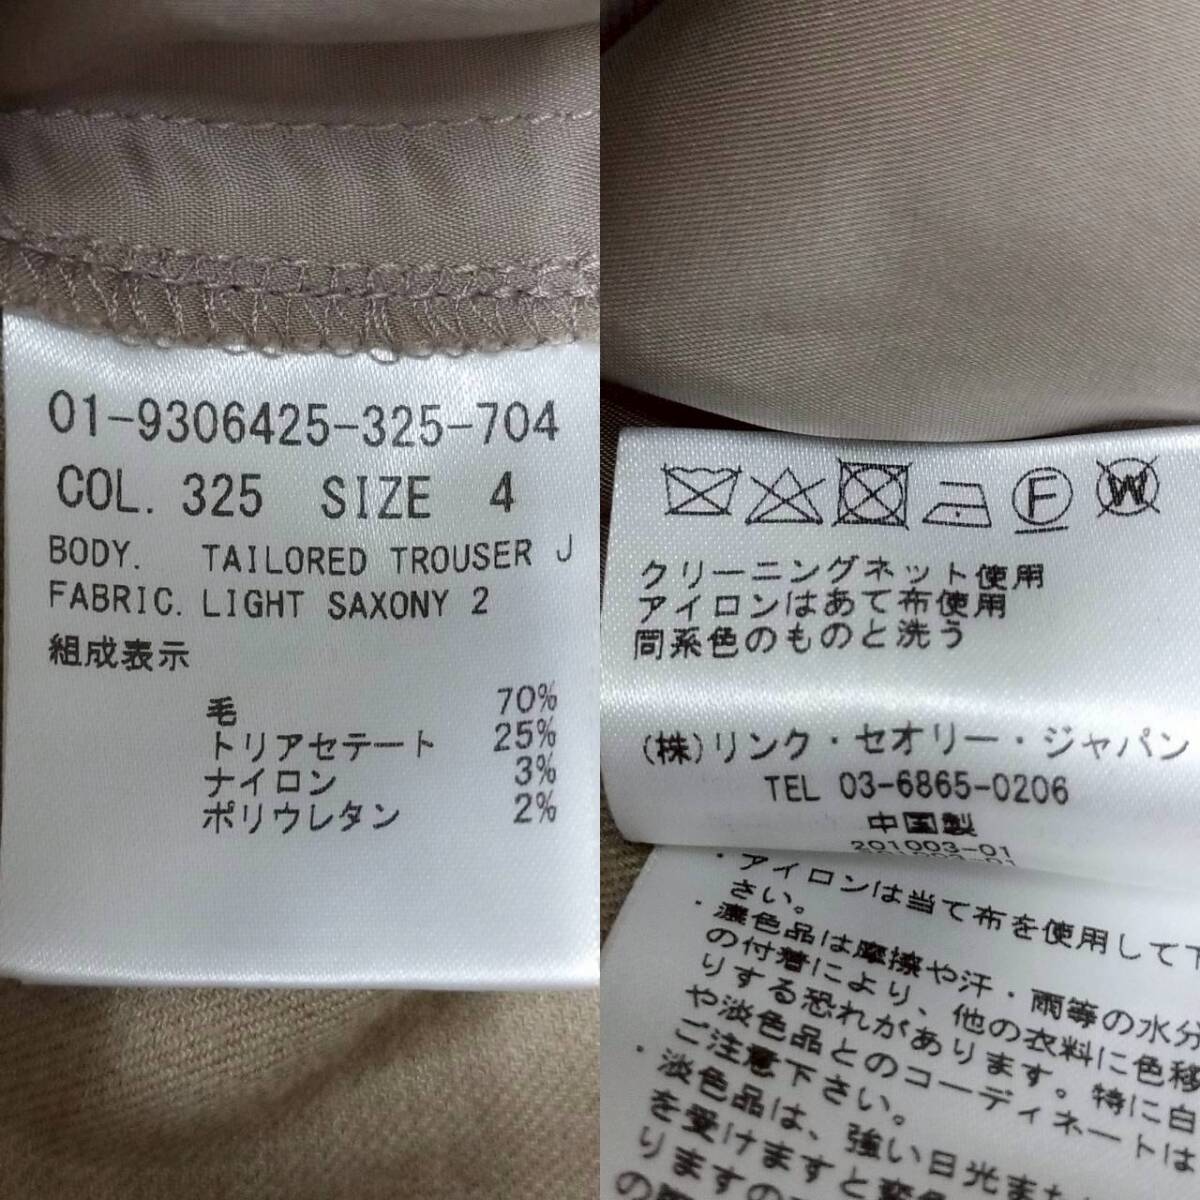 01-9306425-325-704
COL. 325 SIZE 4
BODY. TAILORED TROUSER J
FABRIC. LIGHT SAXONY 2
組成表示
毛 70%
トリアセテート 25%
ナイロン 3%
ポリウレタン 2%
F W
クリーニングネット使用
アイロンはあて布使用
同系色のものと洗う
(株)リンク・セオリー・ジャパン
TEL 03-6865-0206
中国製
201003-01
・アイロンは当て布を使用して下
さい。
・濃色品は摩擦や汗・雨等の水分
の付着により、他の衣料に色移
りする恐れがあります。特に白
や淡色品とのコーディネートは
ご注意下さい。
・淡色品は、強い日光また
を受けますと変色
りますの